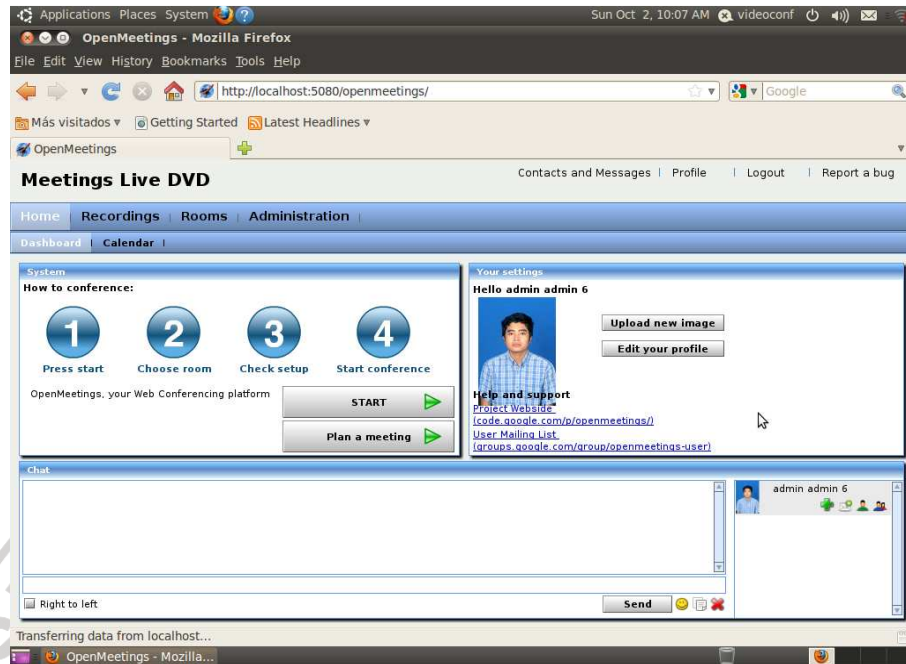 Applications Places System
Sun Oct 2, 10:07 AM videoconf
OpenMeetings - Mozilla Firefox
File Edit View History Bookmarks Tools Help
http://localhost:5080/openmeetings/
Google
Más visitados Getting Started Latest Headlines
OpenMeetings
Meetings Live DVD
Contacts and Messages | Profile | Logout | Report a bug
Home | Recordings | Rooms | Administration |
Dashboard | Calendar |
System
How to conference:
1 2 3 4
Press start Choose room Check setup Start conference
OpenMeetings, your Web Conferencing platform
START
Plan a meeting
Your settings
Hello admin admin 6
Upload new image
Edit your profile
Help and support
Project Webside
(code.google.com/p/openmeetings/)
User Mailing List
(groups.google.com/group/openmeetings-user)
Chat
admin admin 6
Right to left
Send
Transferring data from localhost...
OpenMeetings - Mozilla...